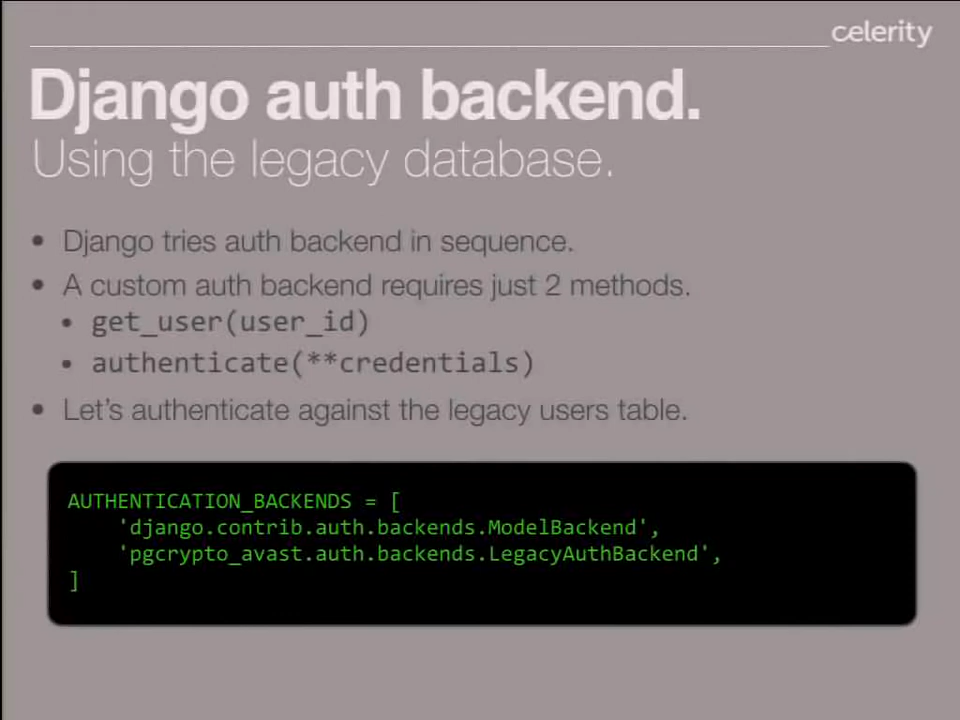 celerity
Django auth backend.
Using the legacy database.
• Django tries auth backend in sequence.
• A custom auth backend requires just 2 methods.
• get_user(user_id)
• authenticate(**credentials)
• Let's authenticate against the legacy users table.
AUTHENTICATION_BACKENDS = [
    'django.contrib.auth.backends.ModelBackend',
    'pgcrypto_avast.auth.backends.LegacyAuthBackend',
]